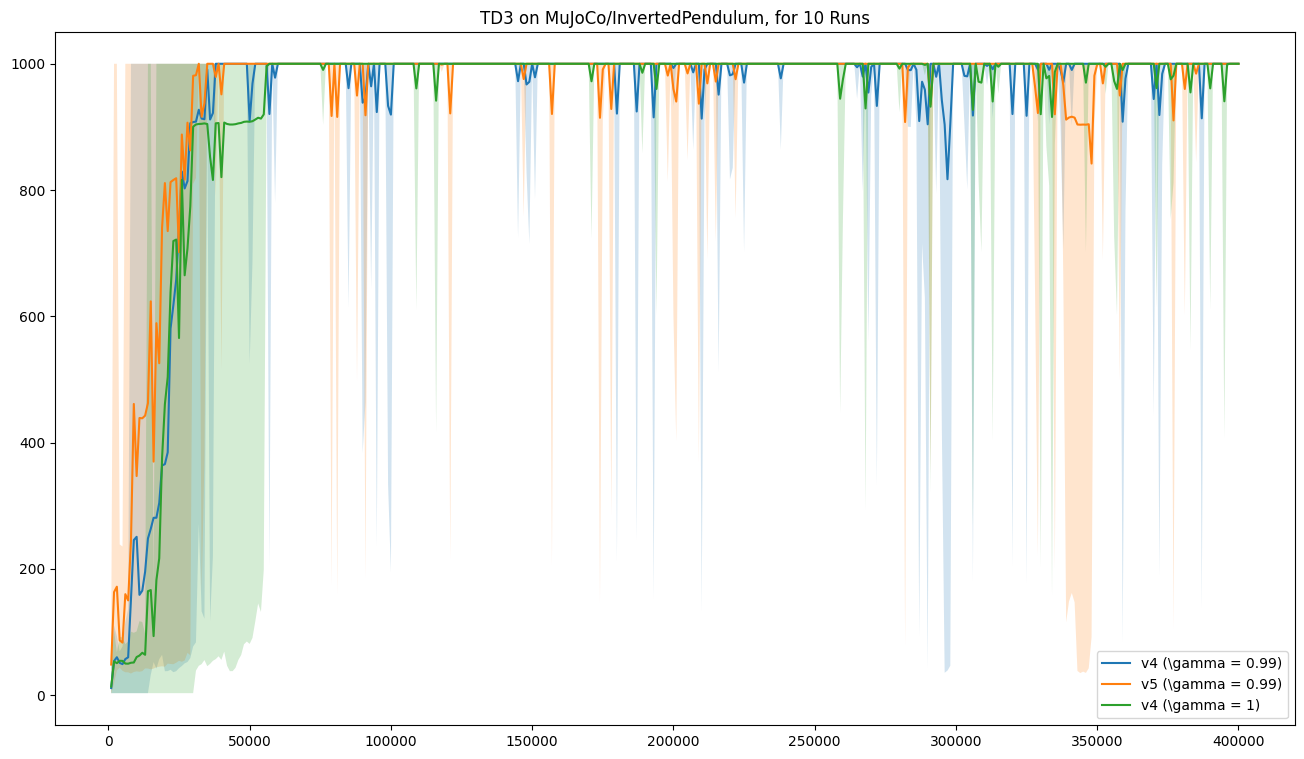 TD3 on MuJoCo/InvertedPendulum, for 10 Runs
1000
800
600
400
200
0
v4 (\gamma = 0.99)
v5 (\gamma = 0.99)
v4 (\gamma = 1)
0 50000 100000 150000 200000 250000 300000 350000 400000